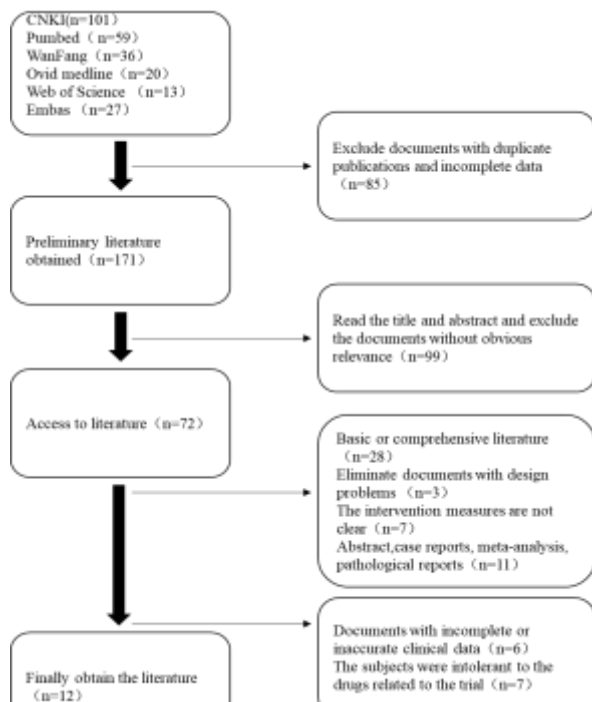 CNKI(n=101)
Pumbed（n=59）
WanFang（n=36）
Ovid medline（n=20）
Web of Science（n=13）
Embas（n=27）
Exclude documents with duplicate
publications and incomplete data
（n=85）
Preliminary literature
obtained（n=171）
Read the title and abstract and exclude
the documents without obvious
relevance（n=99）
Access to literature（n=72）
Basic or comprehensive literature
（n=28）
Eliminate documents with design
problems（n=3）
The intervention measures are not
clear（n=7）
Abstract,case reports, meta-analysis,
pathological reports（n=11）
Documents with incomplete or
inaccurate clinical data（n=6）
The subjects were intolerant to the
drugs related to the trial（n=7）
Finally obtain the literature
（n=12）